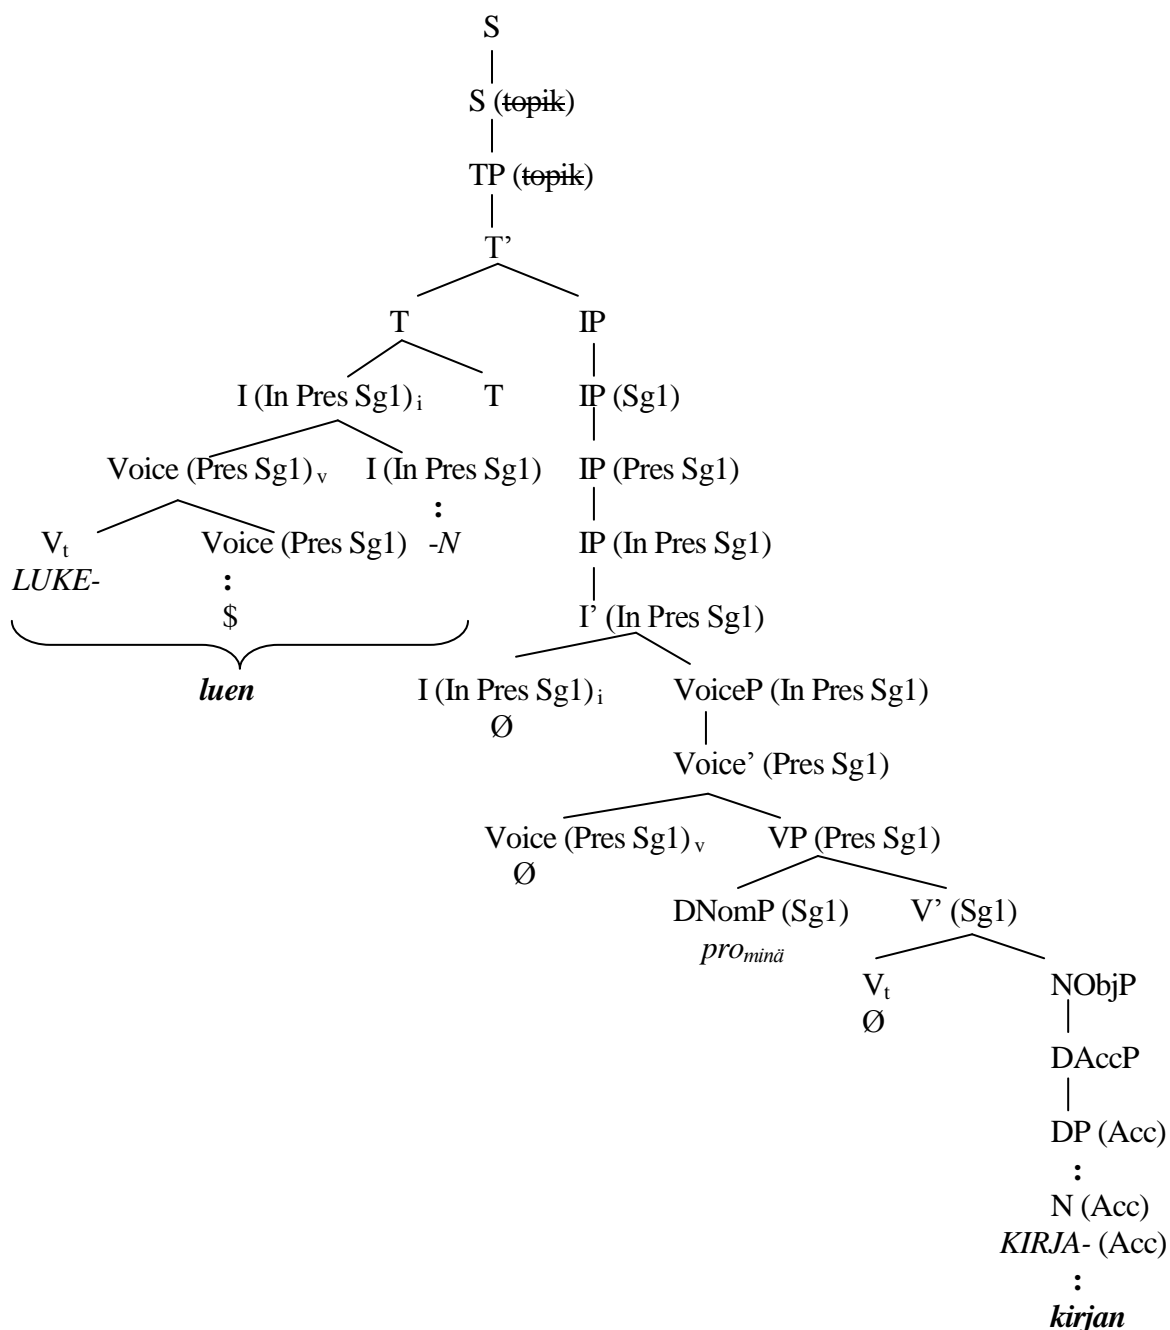 S
S (topik)
TP (topik)
T’
T IP
I (In Pres Sg1) i T IP (Sg1)
Voice (Pres Sg1) v I (In Pres Sg1) IP (Pres Sg1)
:
Vt Voice (Pres Sg1) -N IP (In Pres Sg1)
LUKE- :
$ I’ (In Pres Sg1)
luen I (In Pres Sg1) i VoiceP (In Pres Sg1)
Ø
Voice’ (Pres Sg1)
Voice (Pres Sg1) v VP (Pres Sg1)
Ø
DNomP (Sg1) V’ (Sg1)
prominä
Vt NObjP
Ø
DAccP
DP (Acc)
:
N (Acc)
KIRJA- (Acc)
:
kirjan